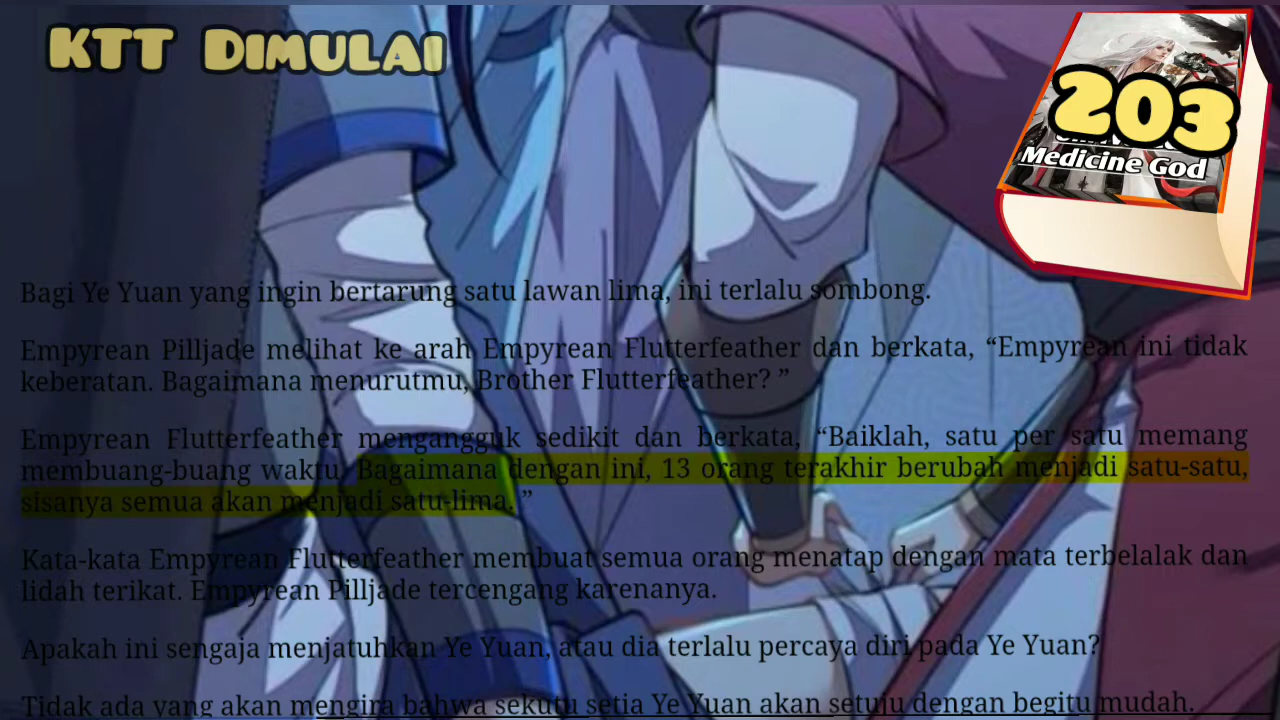 KTT DIMULAI
203
Medicine God
Bagi Ye Yuan yang ingin bertarung satu lawan lima, ini terlalu sombong.
Empyrean Pilljade melihat ke arah Empyrean Flutterfeather dan berkata, “Empyrean ini tidak
keberatan. Bagaimana menurutmu, Brother Flutterfeather? ”
Empyrean Flutterfeather mengangguk sedikit dan berkata, “Baiklah, satu per satu memang
membuang-buang waktu. Bagaimana dengan ini, 13 orang terakhir berubah menjadi satu-satu,
sisanya semua akan menjadi satu-lima. ”
Kata-kata Empyrean Flutterfeather membuat semua orang menatap dengan mata terbelalak dan
lidah terikat. Empyrean Pilljade tercengang karenanya.
Apakah ini sengaja menjatuhkan Ye Yuan, atau dia terlalu percaya diri pada Ye Yuan?
Tidak ada yang akan mengira bahwa sekutu setia Ye Yuan akan setuju dengan begitu mudah.